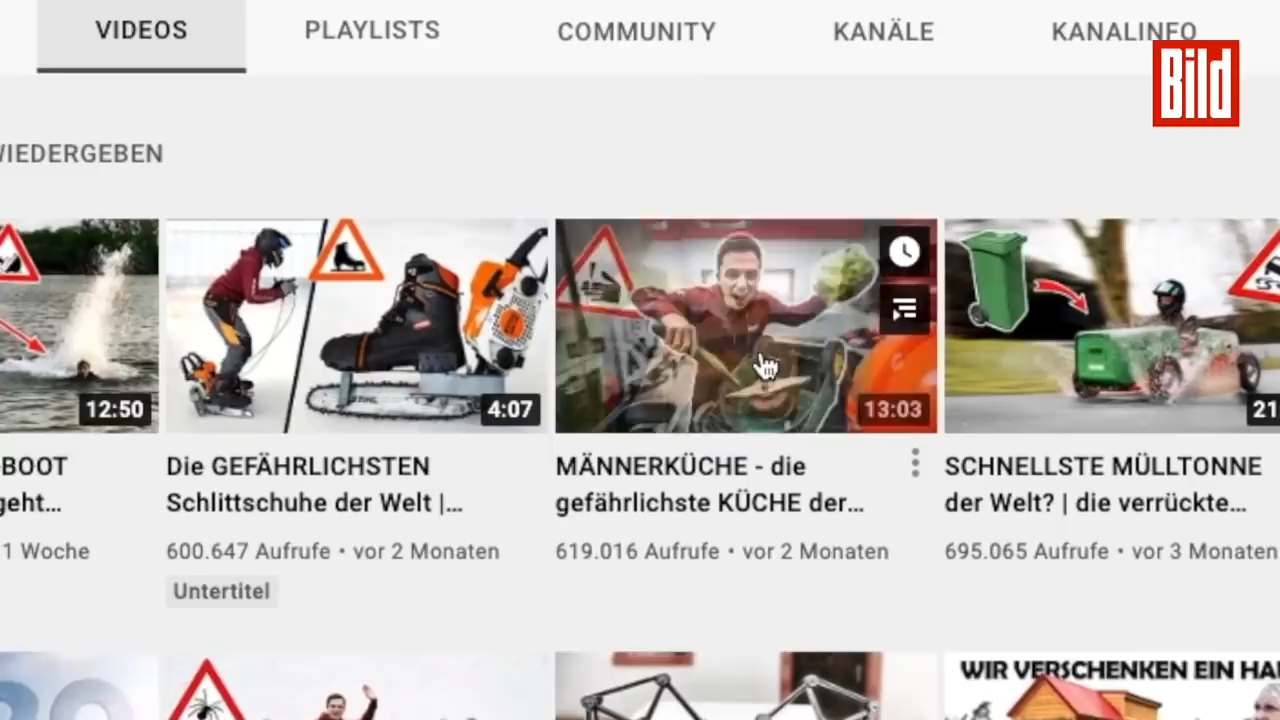 VIDEOS PLAYLISTS COMMUNITY KANÄLE KANALINFO
Bild
WIEDERGEBEN
12:50 4:07 13:03 21
STIHL
BOOT
geht…
1 Woche
Die GEFÄHRLICHSTEN
Schlittschuhe der Welt |…
600.647 Aufrufe • vor 2 Monaten
Untertitel
MÄNNERKÜCHE - die
gefährlichste KÜCHE der…
619.016 Aufrufe • vor 2 Monaten
SCHNELLSTE MÜLLTONNE
der Welt? | die verrückte…
695.065 Aufrufe • vor 3 Monaten
WIR VERSCHENKEN EIN HA